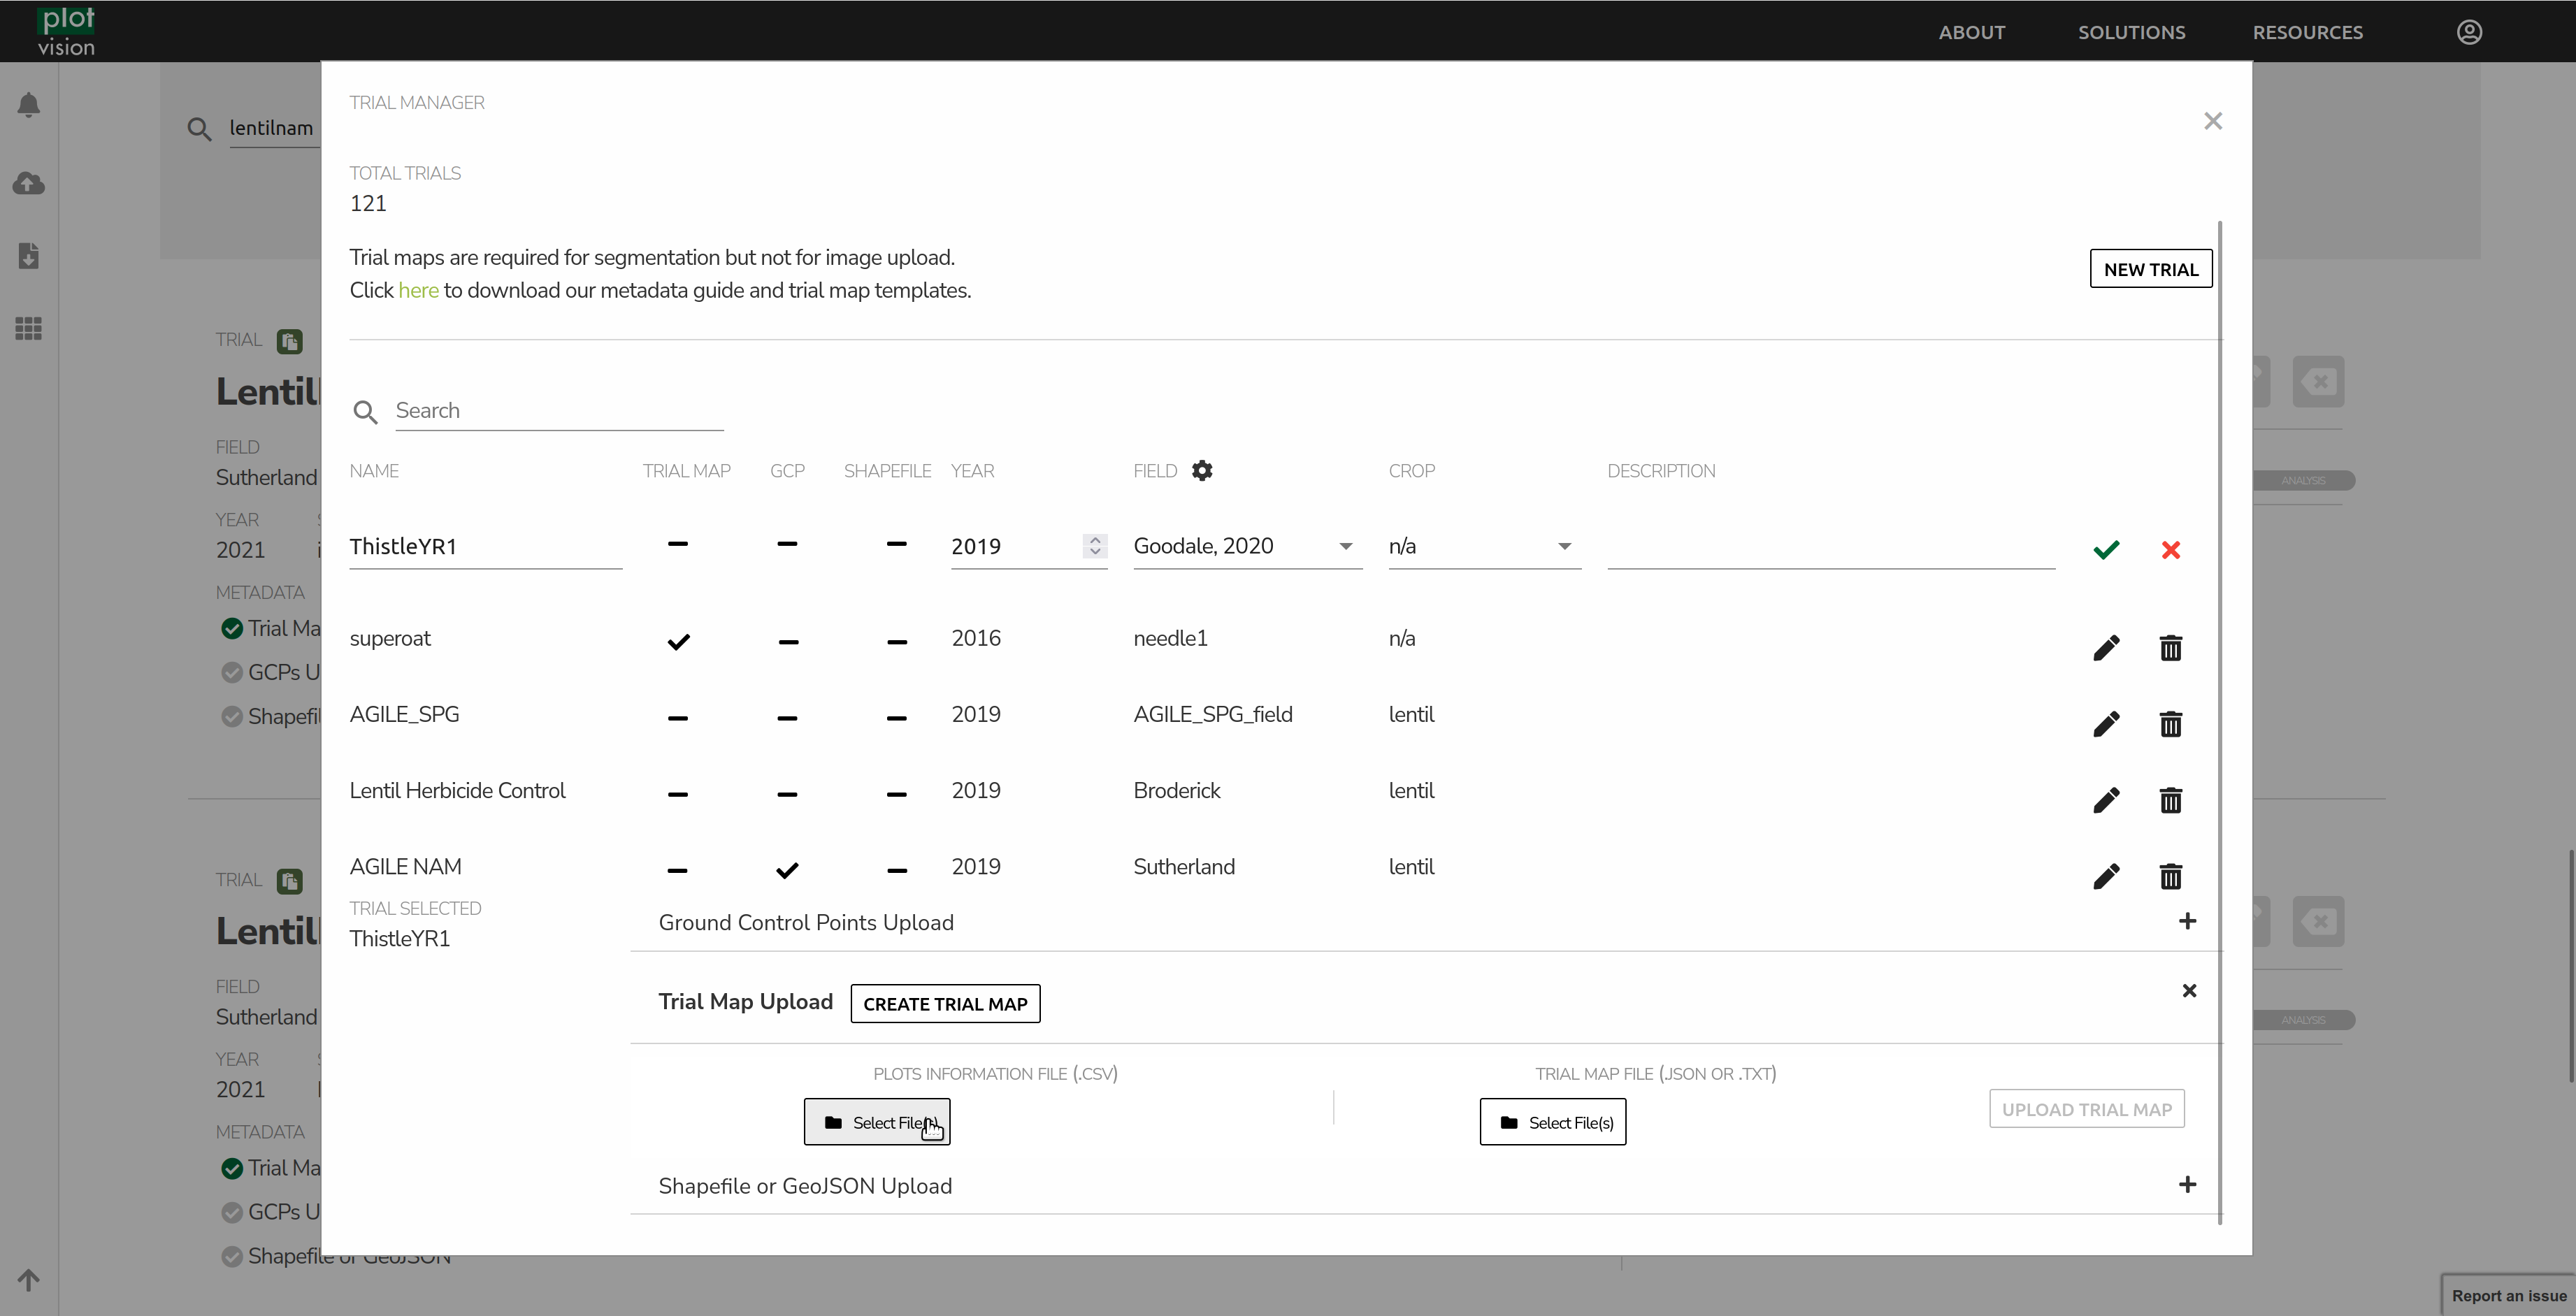 plot
vision
ABOUT
SOLUTIONS
RESOURCES
lentilnam
TRIAL MANAGER
TOTAL TRIALS
121
Trial maps are required for segmentation but not for image upload.
Click here to download our metadata guide and trial map templates.
NEW TRIAL
Search
NAME TRIAL MAP GCP SHAPEFILE YEAR FIELD CROP DESCRIPTION
ThistleYR1 2019 Goodale, 2020 n/a
superoat 2016 needle1 n/a
AGILE_SPG 2019 AGILE_SPG_field lentil
Lentil Herbicide Control 2019 Broderick lentil
AGILE NAM 2019 Sutherland lentil
TRIAL SELECTED
ThistleYR1
Ground Control Points Upload
Trial Map Upload CREATE TRIAL MAP
PLOTS INFORMATION FILE (.CSV) TRIAL MAP FILE (.JSON OR .TXT)
Select File(s) Select File(s) UPLOAD TRIAL MAP
Shapefile or GeoJSON Upload
TRIAL
Lentil
FIELD
Sutherland
YEAR
2021
METADATA
Trial Ma
GCPs U
Shapefil
ANALYSIS
TRIAL
Lentil
FIELD
Sutherland
YEAR
2021
METADATA
Trial Ma
GCPs U
Shapefile or GeoJSON
ANALYSIS
Report an issue